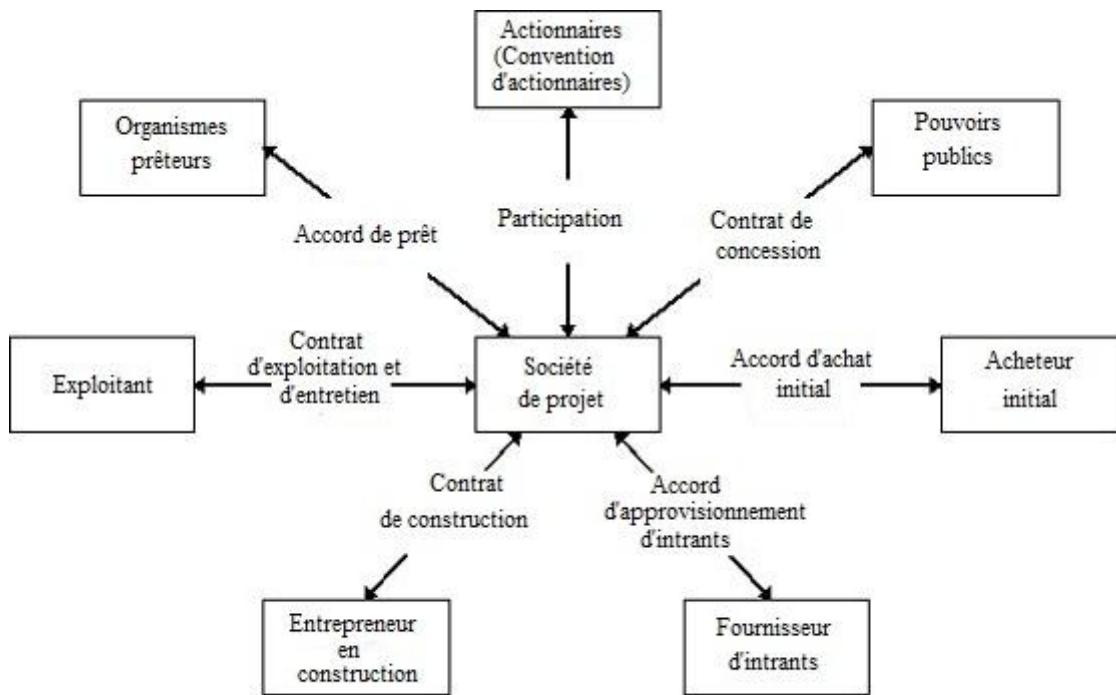 Actionnaires
(Convention
d'actionnaires)
Organismes
prêteurs
Pouvoirs
publics
Accord de prêt
Participation
Contrat de
concession
Exploitant
Contrat
d'exploitation et
d'entretien
Société
de projet
Accord d'achat
initial
Acheteur
initial
Contrat
de construction
Accord
d'approvisionnement
d'intrants
Entrepreneur
en
construction
Fournisseur
d'intrants